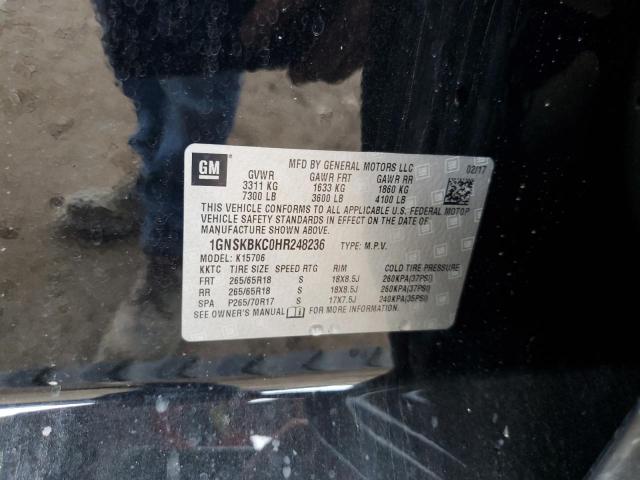 GM
MFD BY GENERAL MOTORS LLC 02/17
GVWR GAWR FRT GAWR RR
3311 KG 1633 KG 1860 KG
7300 LB 3600 LB 4100 LB
THIS VEHICLE CONFORMS TO ALL APPLICABLE U.S. FEDERAL MOTOR
VEHICLE SAFETY STANDARDS IN EFFECT ON THE DATE OF
MANUFACTURE SHOWN ABOVE.
1GNSKBKC0HR248236 TYPE: M.P.V.
MODEL: K15706
KKTC TIRE SIZE SPEED RTG RIM COLD TIRE PRESSURE
FRT 265/65R18 S 18X8.5J 260KPA(37PSI)
RR 265/65R18 S 18X8.5J 260KPA(37PSI)
SPA P265/70R17 S 17X7.5J 240KPA(35PSI)
SEE OWNER'S MANUAL FOR MORE INFORMATION.